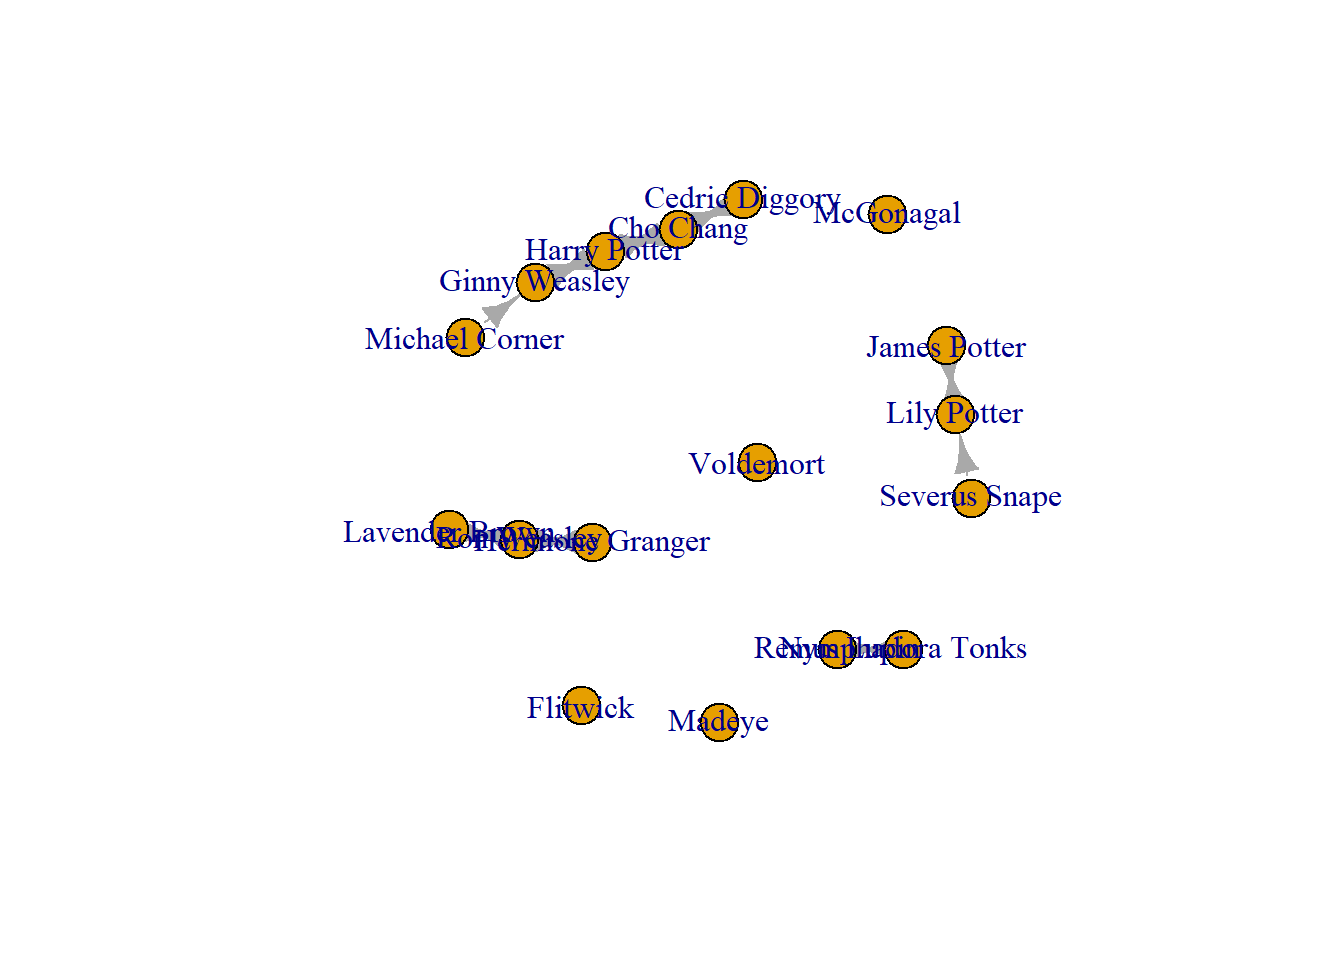 Cedric Diggory
McGonagal
Cho Chang
Harry Potter
Ginny Weasley
Michael Corner
James Potter
Lily Potter
Voldemort
Severus Snape
Lavender Brown
Ron Weasley
Hermione Granger
Remus Lupin
Nymphadora Tonks
Flitwick
Madeye